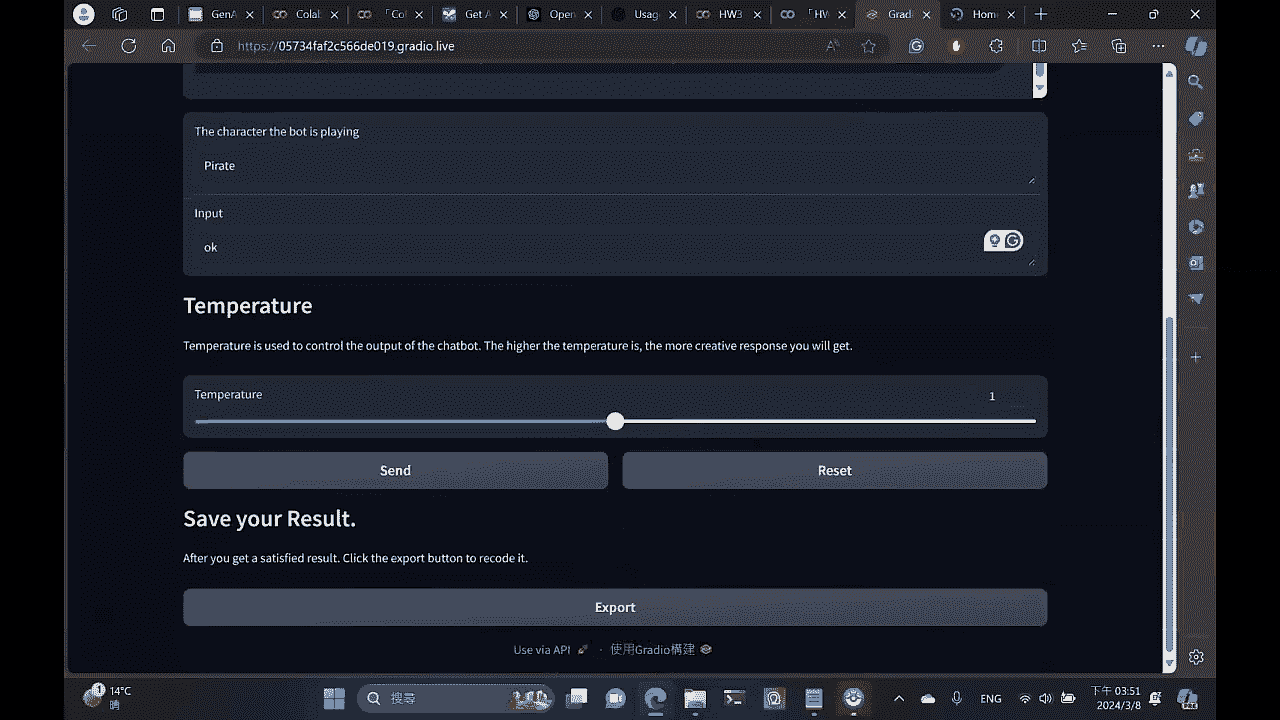 GenA
Colal
「Col
Get A
Open
Usag
HW3
「HV
Gradi
Hom
https://05734faf2c566de019.gradio.live
The character the bot is playing
Pirate
Input
ok
Temperature
Temperature is used to control the output of the chatbot. The higher the temperature is, the more creative response you will get.
Temperature
1
Send
Reset
Save your Result.
After you get a satisfied result. Click the export button to recode it.
Export
Use via API · 使用Gradio構建
1
14°C
晴
搜尋
ENG
下午 03:51
2024/3/8